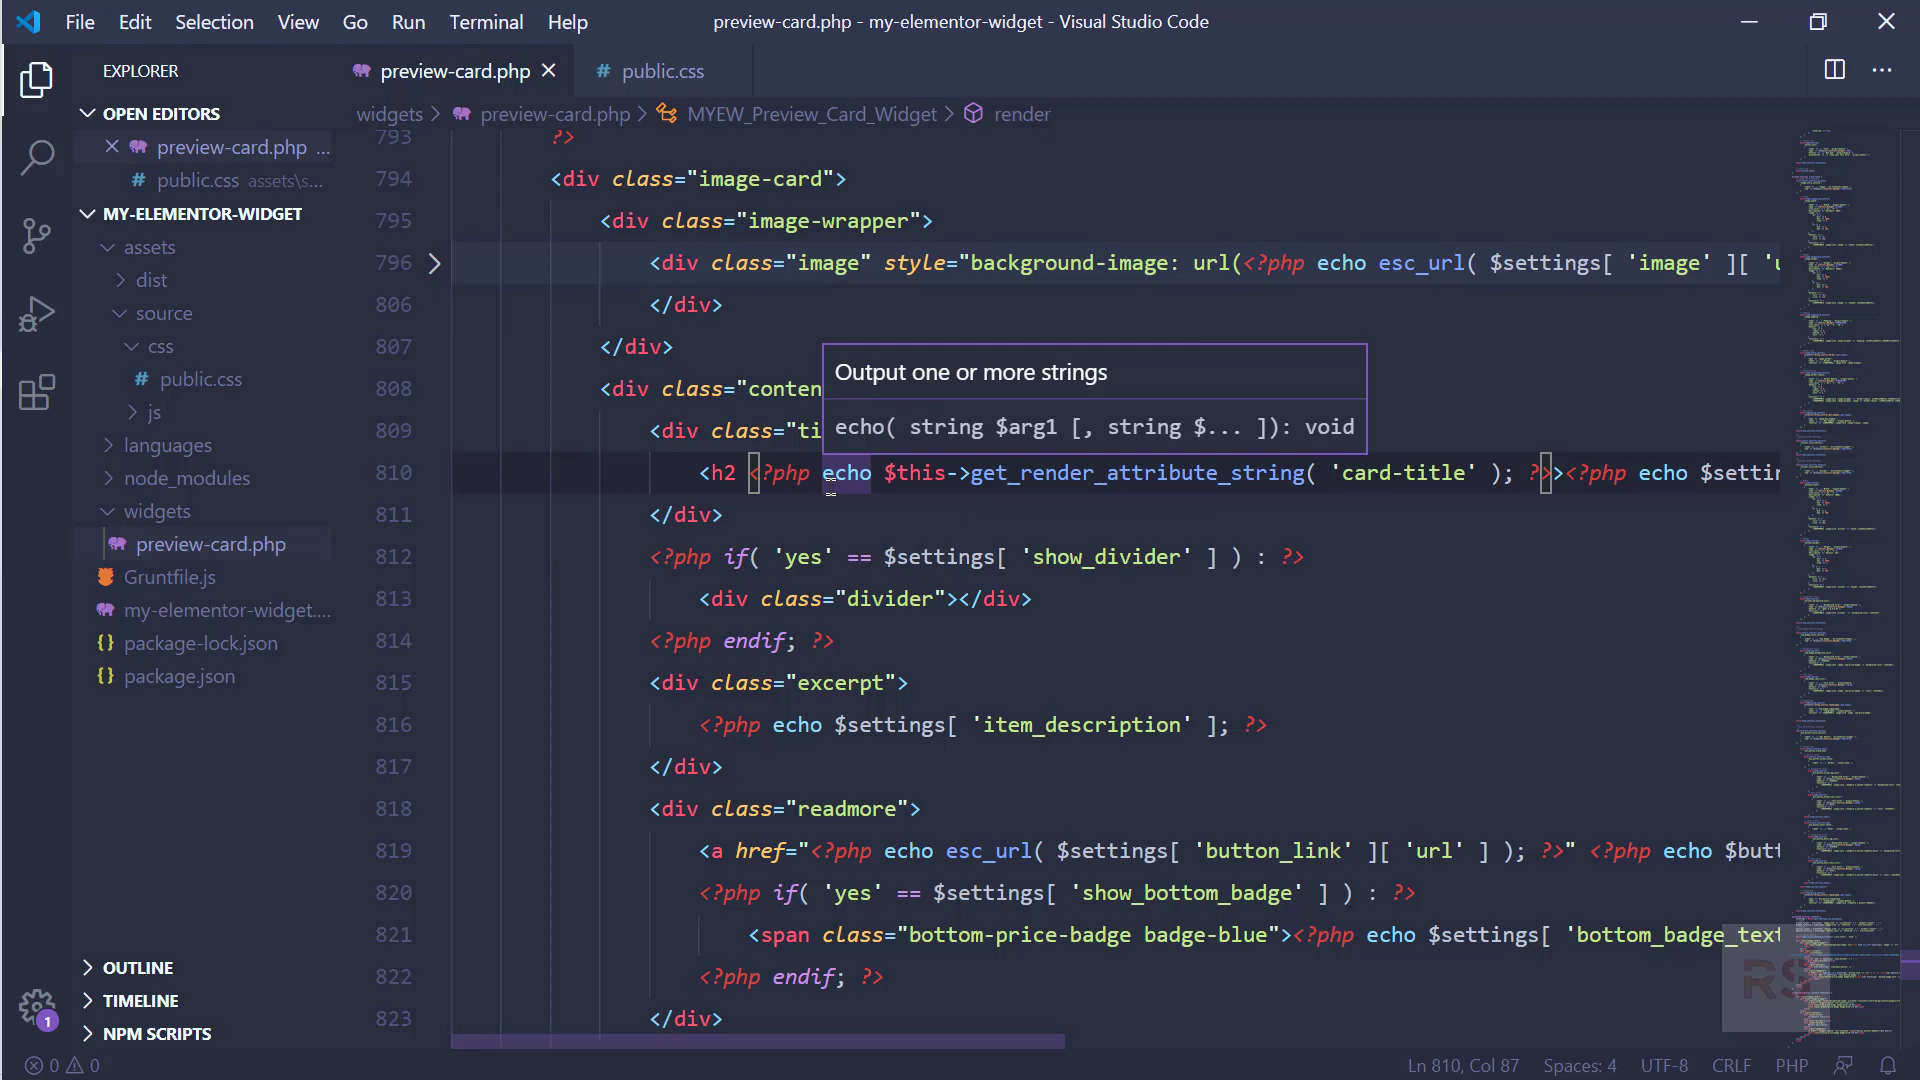 File Edit Selection View Go Run Terminal Help preview-card.php - my-elementor-widget - Visual Studio Code
EXPLORER
preview-card.php
# public.css
OPEN EDITORS
preview-card.php ...
# public.css assets\s...
MY-ELEMENTOR-WIDGET
assets
dist
source
css
# public.css
js
languages
node_modules
widgets
preview-card.php
Gruntfile.js
my-elementor-widget....
{} package-lock.json
{} package.json
OUTLINE
TIMELINE
NPM SCRIPTS
1
widgets > preview-card.php > MYEW_Preview_Card_Widget > render
793 ?>
794 <div class="image-card">
795 <div class="image-wrapper">
796 <div class="image" style="background-image: url(<?php echo esc_url( $settings[ 'image' ][ 'u
806 </div>
807 </div>
808 <div class="conten
809 <div class="ti
Output one or more strings
echo( string $arg1 [, string $... ]): void
810 <h2 <?php echo $this->get_render_attribute_string( 'card-title' ); ?>><?php echo $settin
811 </div>
812 <?php if( 'yes' == $settings[ 'show_divider' ] ) : ?>
813 <div class="divider"></div>
814 <?php endif; ?>
815 <div class="excerpt">
816 <?php echo $settings[ 'item_description' ]; ?>
817 </div>
818 <div class="readmore">
819 <a href="<?php echo esc_url( $settings[ 'button_link' ][ 'url' ] ); ?>" <?php echo $butt
820 <?php if( 'yes' == $settings[ 'show_bottom_badge' ] ) : ?>
821 <span class="bottom-price-badge badge-blue"><?php echo $settings[ 'bottom_badge_text
822 <?php endif; ?>
823 </div>
RS
0 0
Ln 810, Col 87 Spaces: 4 UTF-8 CRLF PHP